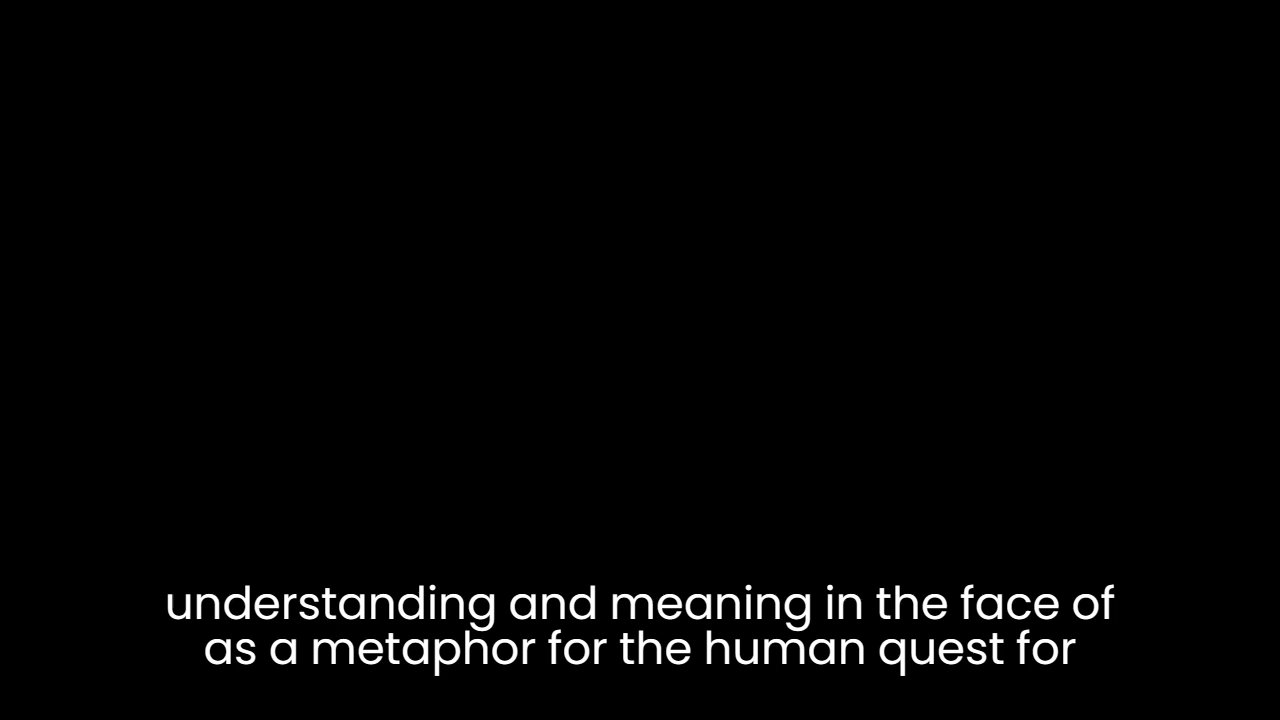 understanding and meaning in the face of
as a metaphor for the human quest for